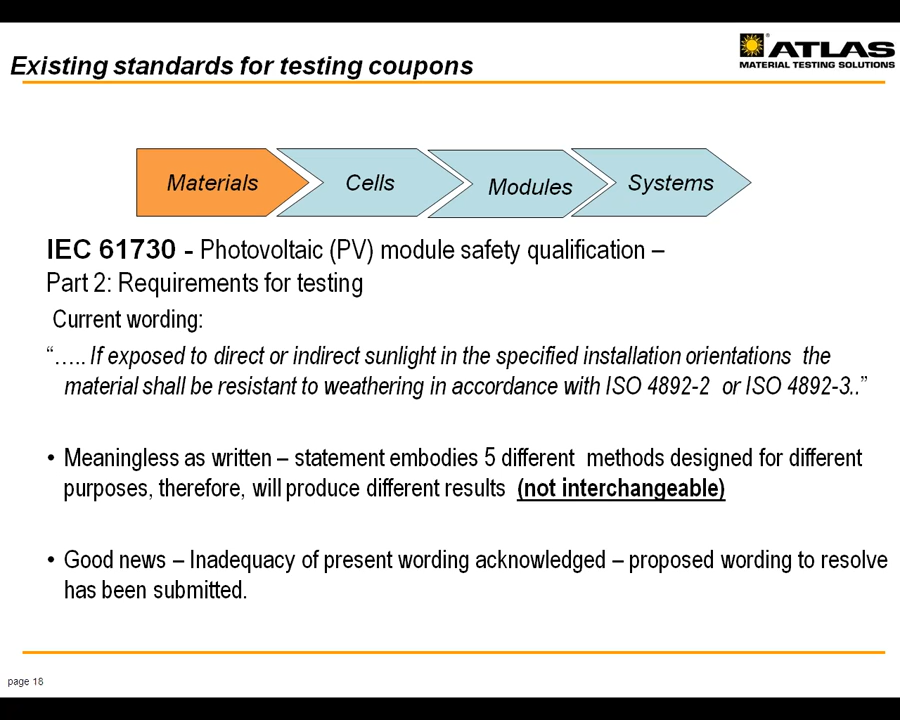 Existing standards for testing coupons
ATLAS®
MATERIAL TESTING SOLUTIONS
Materials
Cells
Modules
Systems
IEC 61730 - Photovoltaic (PV) module safety qualification –
Part 2: Requirements for testing
Current wording:
“….. If exposed to direct or indirect sunlight in the specified installation orientations the
material shall be resistant to weathering in accordance with ISO 4892-2 or ISO 4892-3..”
• Meaningless as written – statement embodies 5 different methods designed for different
purposes, therefore, will produce different results (not interchangeable)
• Good news – Inadequacy of present wording acknowledged – proposed wording to resolve
has been submitted.
page 18